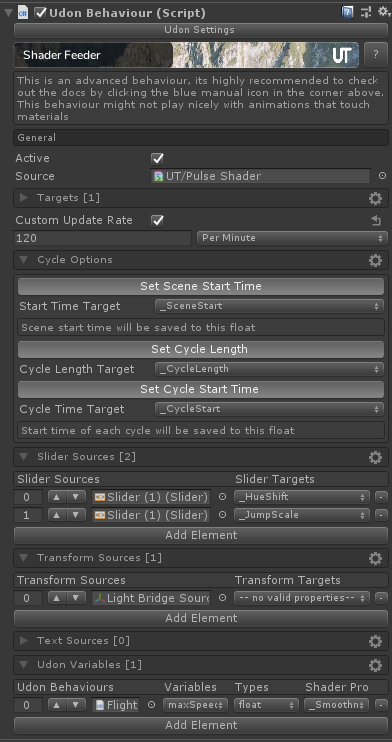 Udon Behaviour (Script)
Udon Settings
Shader Feeder
UT
?
This is an advanced behaviour, its highly recommended to check
out the docs by clicking the blue manual icon in the corner above.
This behaviour might not play nicely with animations that touch
materials
General
Active
Source UT/Pulse Shader
Targets [1]
Custom Update Rate
120 Per Minute
Cycle Options
Set Scene Start Time
Start Time Target _SceneStart
Scene start time will be saved to this float
Set Cycle Length
Cycle Length Target _CycleLength
Set Cycle Start Time
Cycle Time Target _CycleStart
Start time of each cycle will be saved to this float
Slider Sources [2]
Slider Sources Slider Targets
0 Slider (1) (Slider) _HueShift -
1 Slider (1) (Slider) _JumpScale -
Add Element
Transform Sources [1]
Transform Sources Transform Targets
0 Light Bridge Sourc -- no valid properties-- -
Add Element
Text Sources [0]
Udon Variables [1]
Udon Behaviours Variables Types Shader Pro
0 Flight maxSpeed float _Smoothn -
Add Element